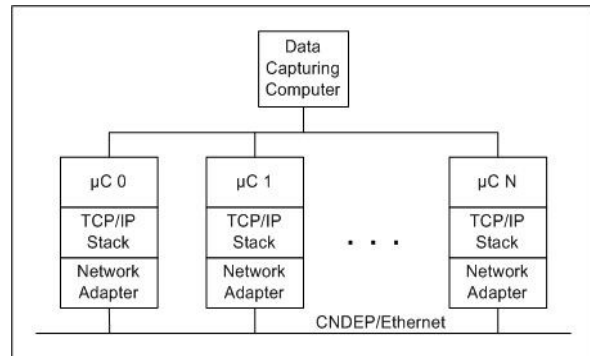 Data
Capturing
Computer
µC 0
TCP/IP
Stack
Network
Adapter
µC 1
TCP/IP
Stack
Network
Adapter
. . .
µC N
TCP/IP
Stack
Network
Adapter
CNDEP/Ethernet